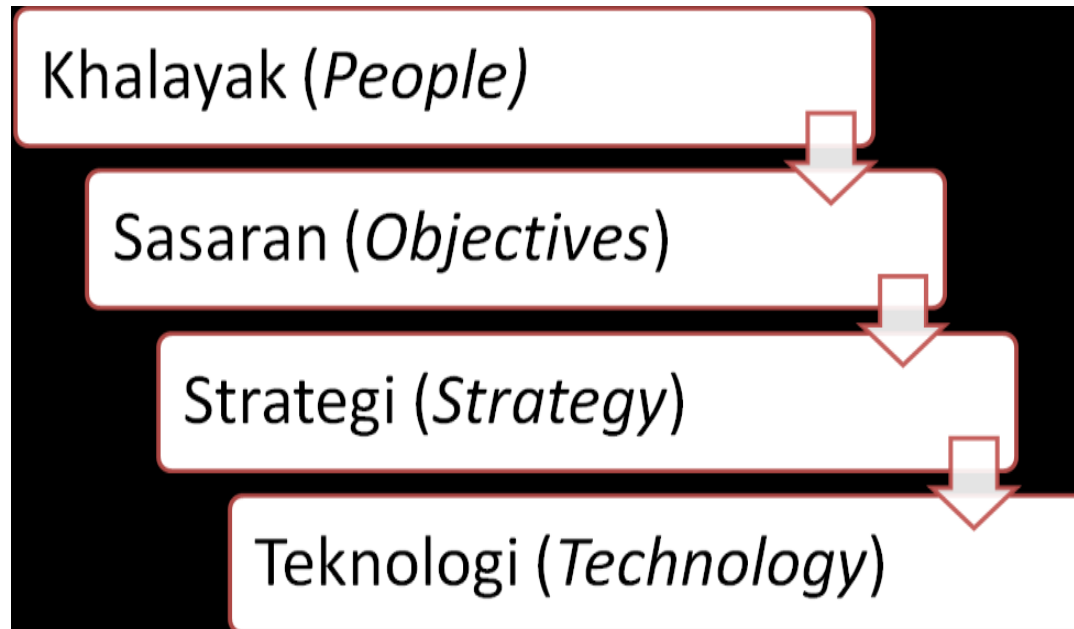 Khalayak (People)
Sasaran (Objectives)
Strategi (Strategy)
Teknologi (Technology)